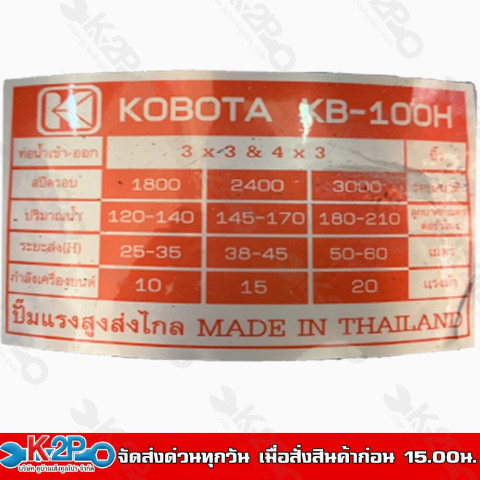 KOBOTA KB-100H
ท่อน้ำเข้า-ออก 3 x 3 & 4 x 3 นิ้ว
สปีดรอบ 1800 2400 3000
ปริมาณน้ำ 120-140 145-170 180-210
ระยะส่ง(H) 25-35 38-45 50-60 เมตร
กำลังเครื่องยนต์ 10 15 20 แรงม้า
ปั๊มแรงสูงส่งไกล MADE IN THAILAND
K2P
จัดส่งด่วนทุกวัน เมื่อสั่งสินค้าก่อน 15.00น.